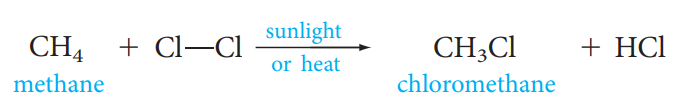 sunlight
CH₄ + Cl—Cl → CH₃Cl + HCl
or heat
methane chloromethane